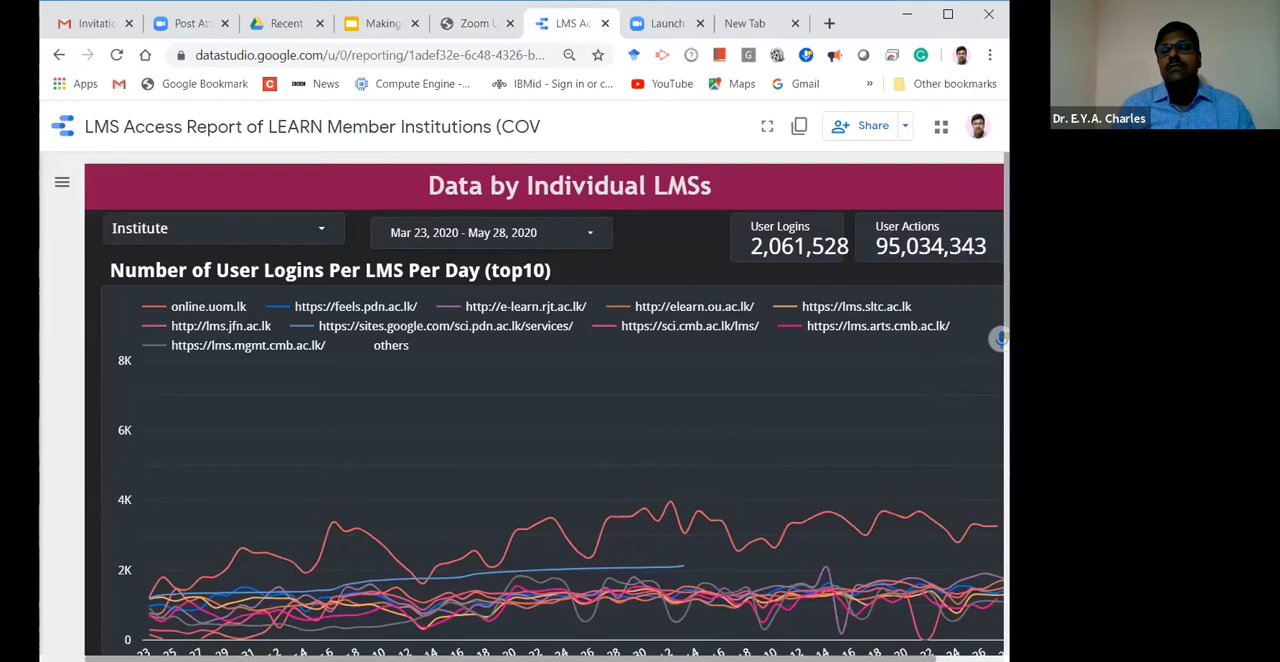 Invitatic
Post Att
Recent
Making
Zoom U
LMS Ac
Launch
New Tab
datastudio.google.com/u/0/reporting/1adef32e-0c98-4326-b...
Apps
Google Bookmark
News
Compute Engine -...
IBMid - Sign in or c...
YouTube
Maps
Gmail
»
Other bookmarks
LMS Access Report of LEARN Member Institutions (COV
Share
Dr. E.Y.A. Charles
Data by Individual LMSs
Institute
Mar 23, 2020 - May 28, 2020
User Logins
2,061,528
User Actions
95,034,343
Number of User Logins Per LMS Per Day (top10)
online.uom.lk
https://feels.pdn.ac.lk/
http://e-learn.rjt.ac.lk/
http://elearn.ou.ac.lk/
https://lms.sltc.ac.lk
http://lms.jfn.ac.lk
https://sites.google.com/sci.pdn.ac.lk/services/
https://sci.cmb.ac.lk/lms/
https://lms.arts.cmb.ac.lk/
https://lms.mgmt.cmb.ac.lk/
others
8K
6K
4K
2K
0